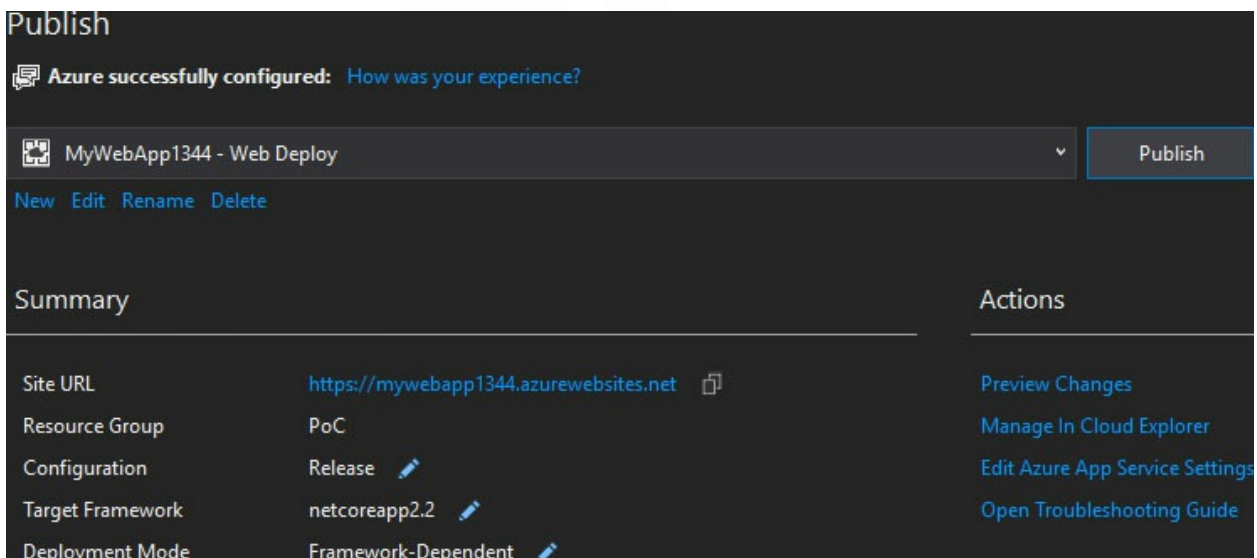 Publish
Azure successfully configured: How was your experience?
MyWebApp1344 - Web Deploy
Publish
New Edit Rename Delete
Summary
Site URL https://mywebapp1344.azurewebsites.net
Resource Group PoC
Configuration Release
Target Framework netcoreapp2.2
Deployment Mode Framework-Dependent
Actions
Preview Changes
Manage In Cloud Explorer
Edit Azure App Service Settings
Open Troubleshooting Guide